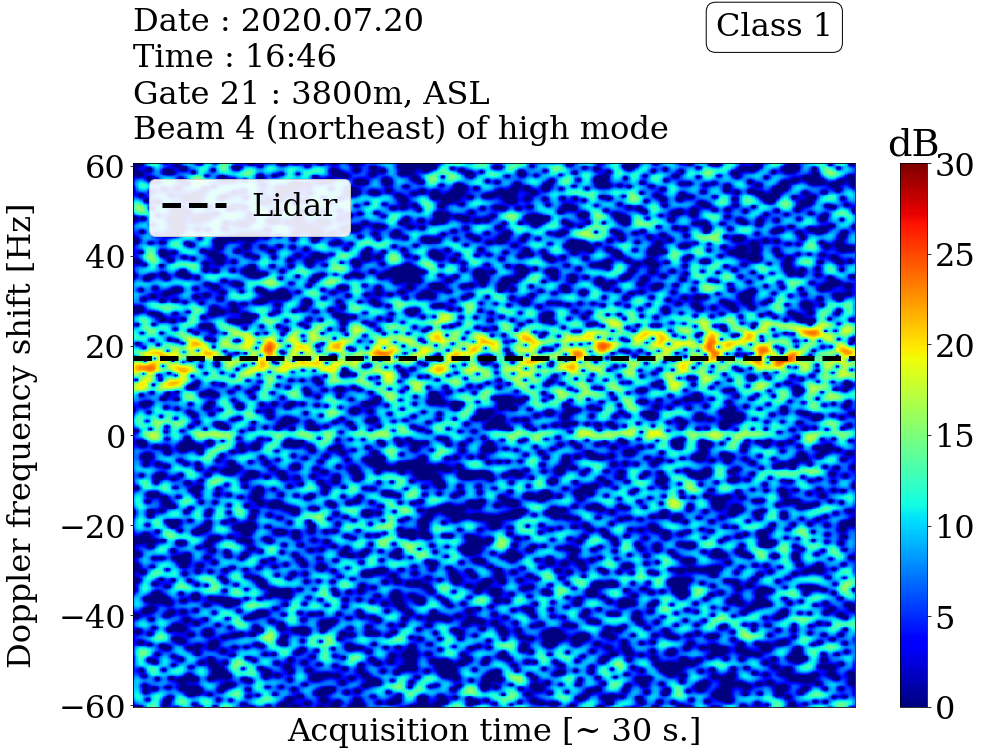 Date : 2020.07.20
Time : 16:46
Gate 21 : 3800m, ASL
Beam 4 (northeast) of high mode
Class 1
dB
Lidar
60
40
20
0
−20
−40
−60
Doppler frequency shift [Hz]
Acquisition time [~ 30 s.]
30
25
20
15
10
5
0